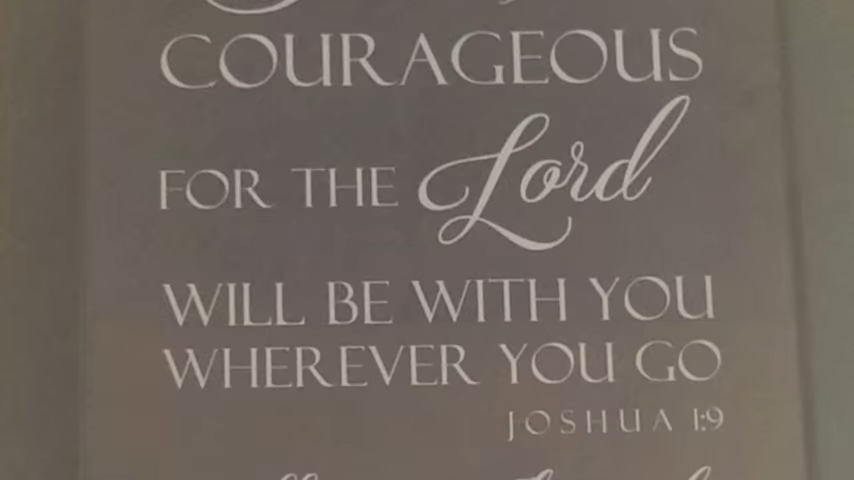 COURAGEOUS
FOR THE Lord
WILL BE WITH YOU
WHEREVER YOU GO
JOSHUA 1:9